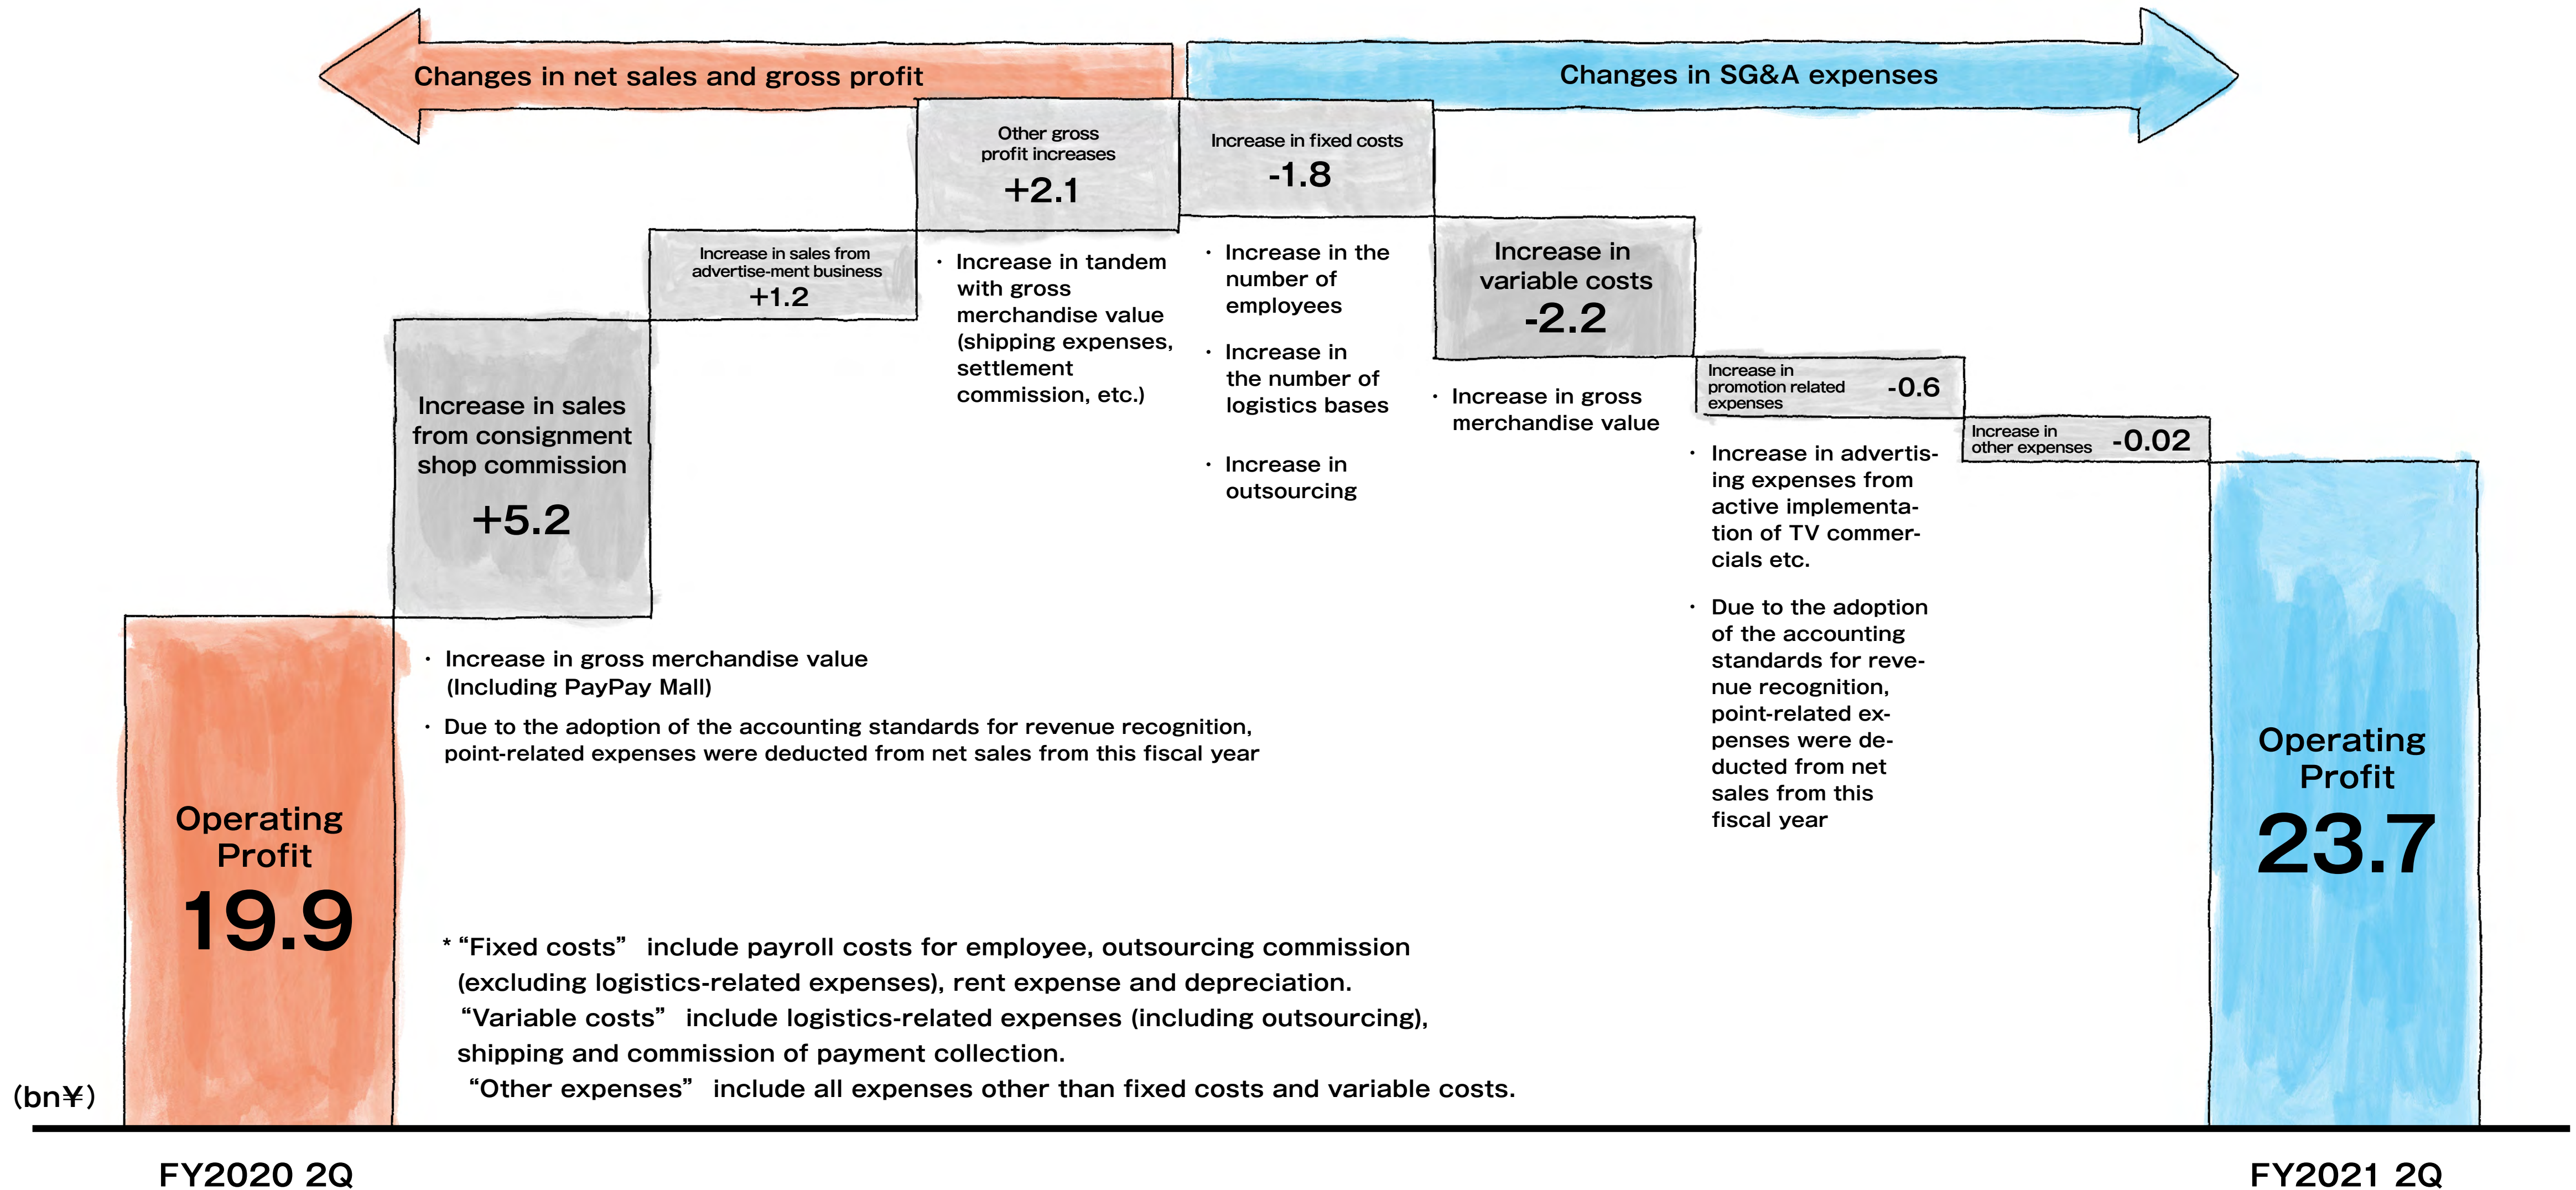 Changes in net sales and gross profit
Changes in SG&A expenses
Other gross
profit increases
+2.1
Increase in fixed costs
-1.8
Increase in sales from
advertise-ment business
+1.2
Increase in
variable costs
-2.2
Increase in sales
from consignment
shop commission
+5.2
・ Increase in tandem
with gross
merchandise value
(shipping expenses,
settlement
commission, etc.)
・ Increase in the
number of
employees
・ Increase in
the number of
logistics bases
・ Increase in
outsourcing
・ Increase in gross
merchandise value
Increase in
promotion related
expenses
-0.6
Increase in
other expenses
-0.02
・ Increase in advertis-
ing expenses from
active implementa-
tion of TV commer-
cials etc.
・ Due to the adoption
of the accounting
standards for reve-
nue recognition,
point-related ex-
penses were de-
ducted from net
sales from this
fiscal year
・ Increase in gross merchandise value
(Including PayPay Mall)
・ Due to the adoption of the accounting standards for revenue recognition,
point-related expenses were deducted from net sales from this fiscal year
Operating
Profit
19.9
Operating
Profit
23.7
* “Fixed costs” include payroll costs for employee, outsourcing commission
(excluding logistics-related expenses), rent expense and depreciation.
“Variable costs” include logistics-related expenses (including outsourcing),
shipping and commission of payment collection.
“Other expenses” include all expenses other than fixed costs and variable costs.
(bn¥)
FY2020 2Q
FY2021 2Q